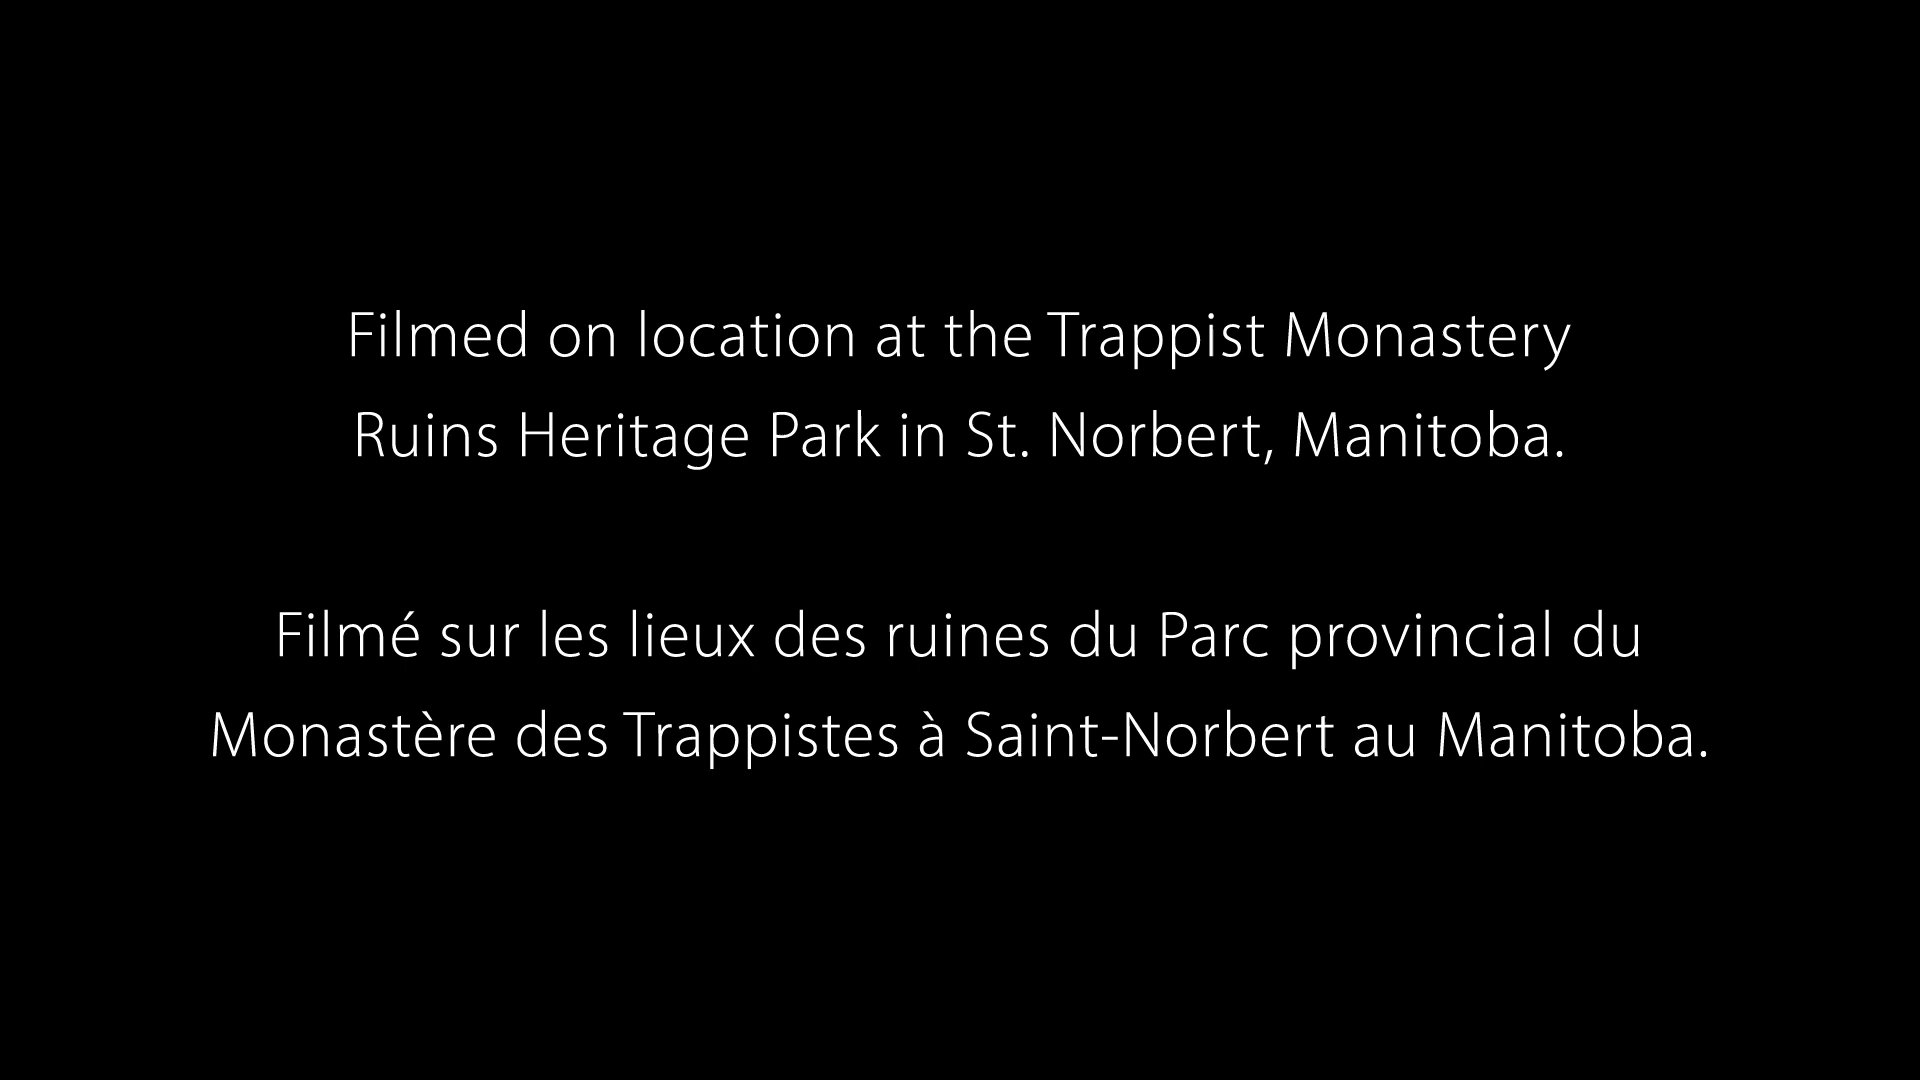 Filmed on location at the Trappist Monastery
Ruins Heritage Park in St. Norbert, Manitoba.
Filmé sur les lieux des ruines du Parc provincial du
Monastère des Trappistes à Saint-Norbert au Manitoba.